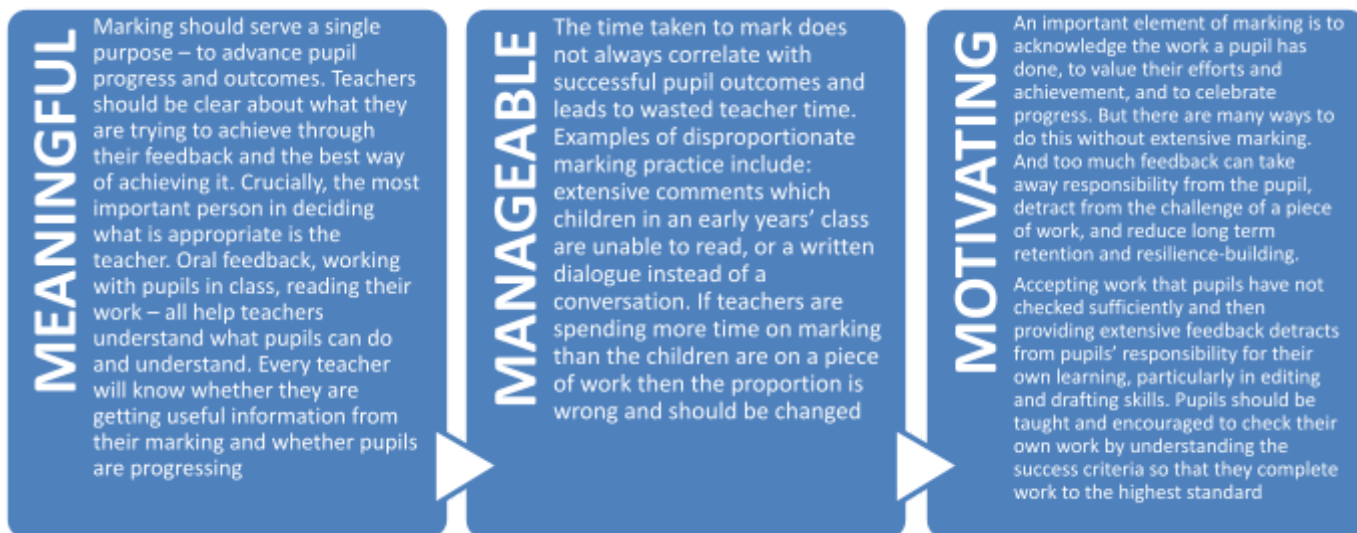 MEANINGFUL
Marking should serve a single
purpose – to advance pupil
progress and outcomes. Teachers
should be clear about what they
are trying to achieve through
their feedback and the best way
of achieving it. Crucially, the most
important person in deciding
what is appropriate is the
teacher. Oral feedback, working
with pupils in class, reading their
work – all help teachers
understand what pupils can do
and understand. Every teacher
will know whether they are
getting useful information from
their marking and whether pupils
are progressing
MANAGEABLE
The time taken to mark does
not always correlate with
successful pupil outcomes and
leads to wasted teacher time.
Examples of disproportionate
marking practice include:
extensive comments which
children in an early years’ class
are unable to read, or a written
dialogue instead of a
conversation. If teachers are
spending more time on marking
than the children are on a piece
of work then the proportion is
wrong and should be changed
MOTIVATING
An important element of marking is to
acknowledge the work a pupil has
done, to value their efforts and
achievement, and to celebrate
progress. But there are many ways to
do this without extensive marking.
And too much feedback can take
away responsibility from the pupil,
detract from the challenge of a piece
of work, and reduce long term
retention and resilience-building.
Accepting work that pupils have not
checked sufficiently and then
providing extensive feedback detracts
from pupils’ responsibility for their
own learning, particularly in editing
and drafting skills. Pupils should be
taught and encouraged to check their
own work by understanding the
success criteria so that they complete
work to the highest standard